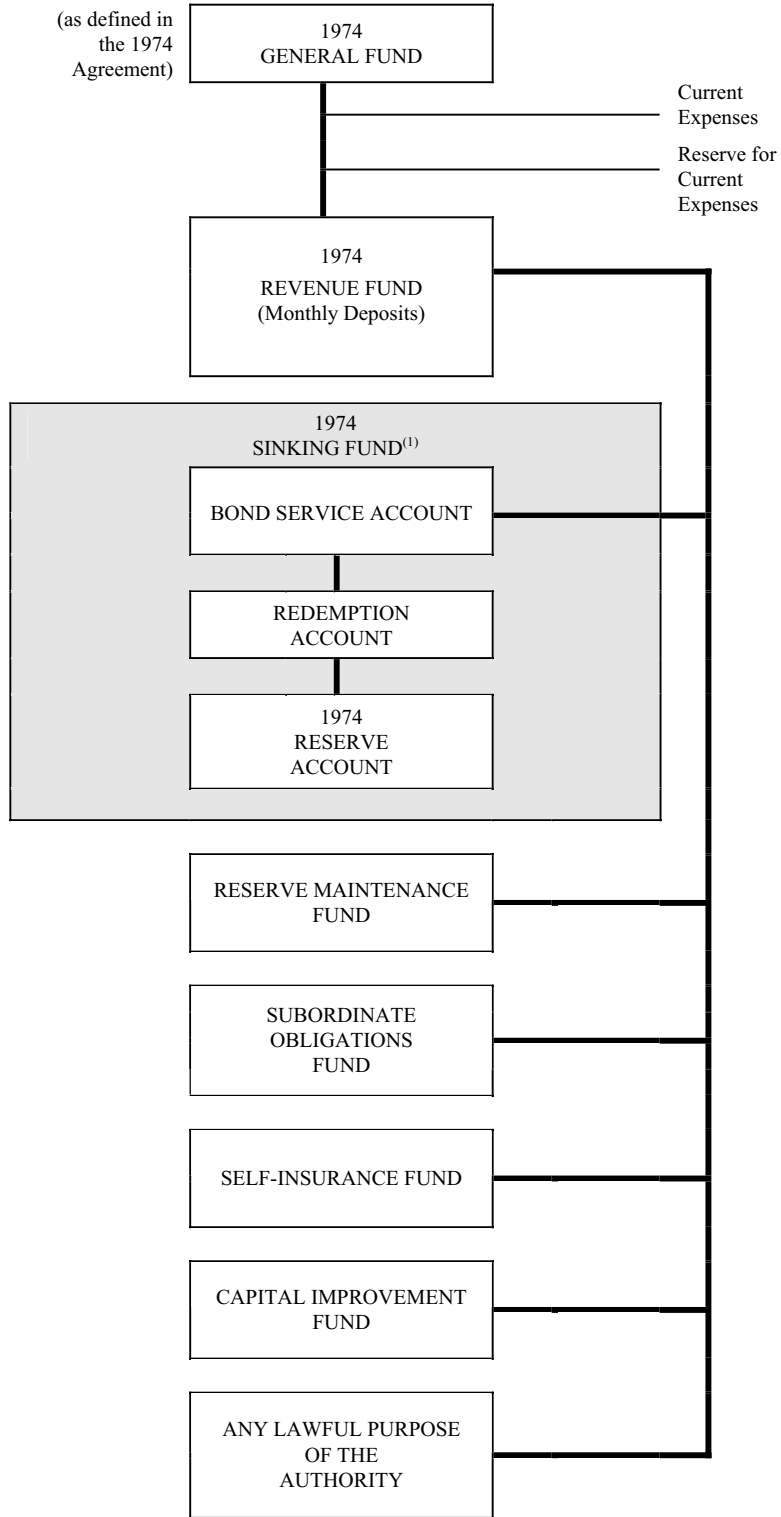 (as defined in
the 1974
Agreement)
1974
GENERAL FUND
Current
Expenses
Reserve for
Current
Expenses
1974
REVENUE FUND
(Monthly Deposits)
1974
SINKING FUND(1)
BOND SERVICE ACCOUNT
REDEMPTION
ACCOUNT
1974
RESERVE
ACCOUNT
RESERVE MAINTENANCE
FUND
SUBORDINATE
OBLIGATIONS
FUND
SELF-INSURANCE FUND
CAPITAL IMPROVEMENT
FUND
ANY LAWFUL PURPOSE
OF THE
AUTHORITY